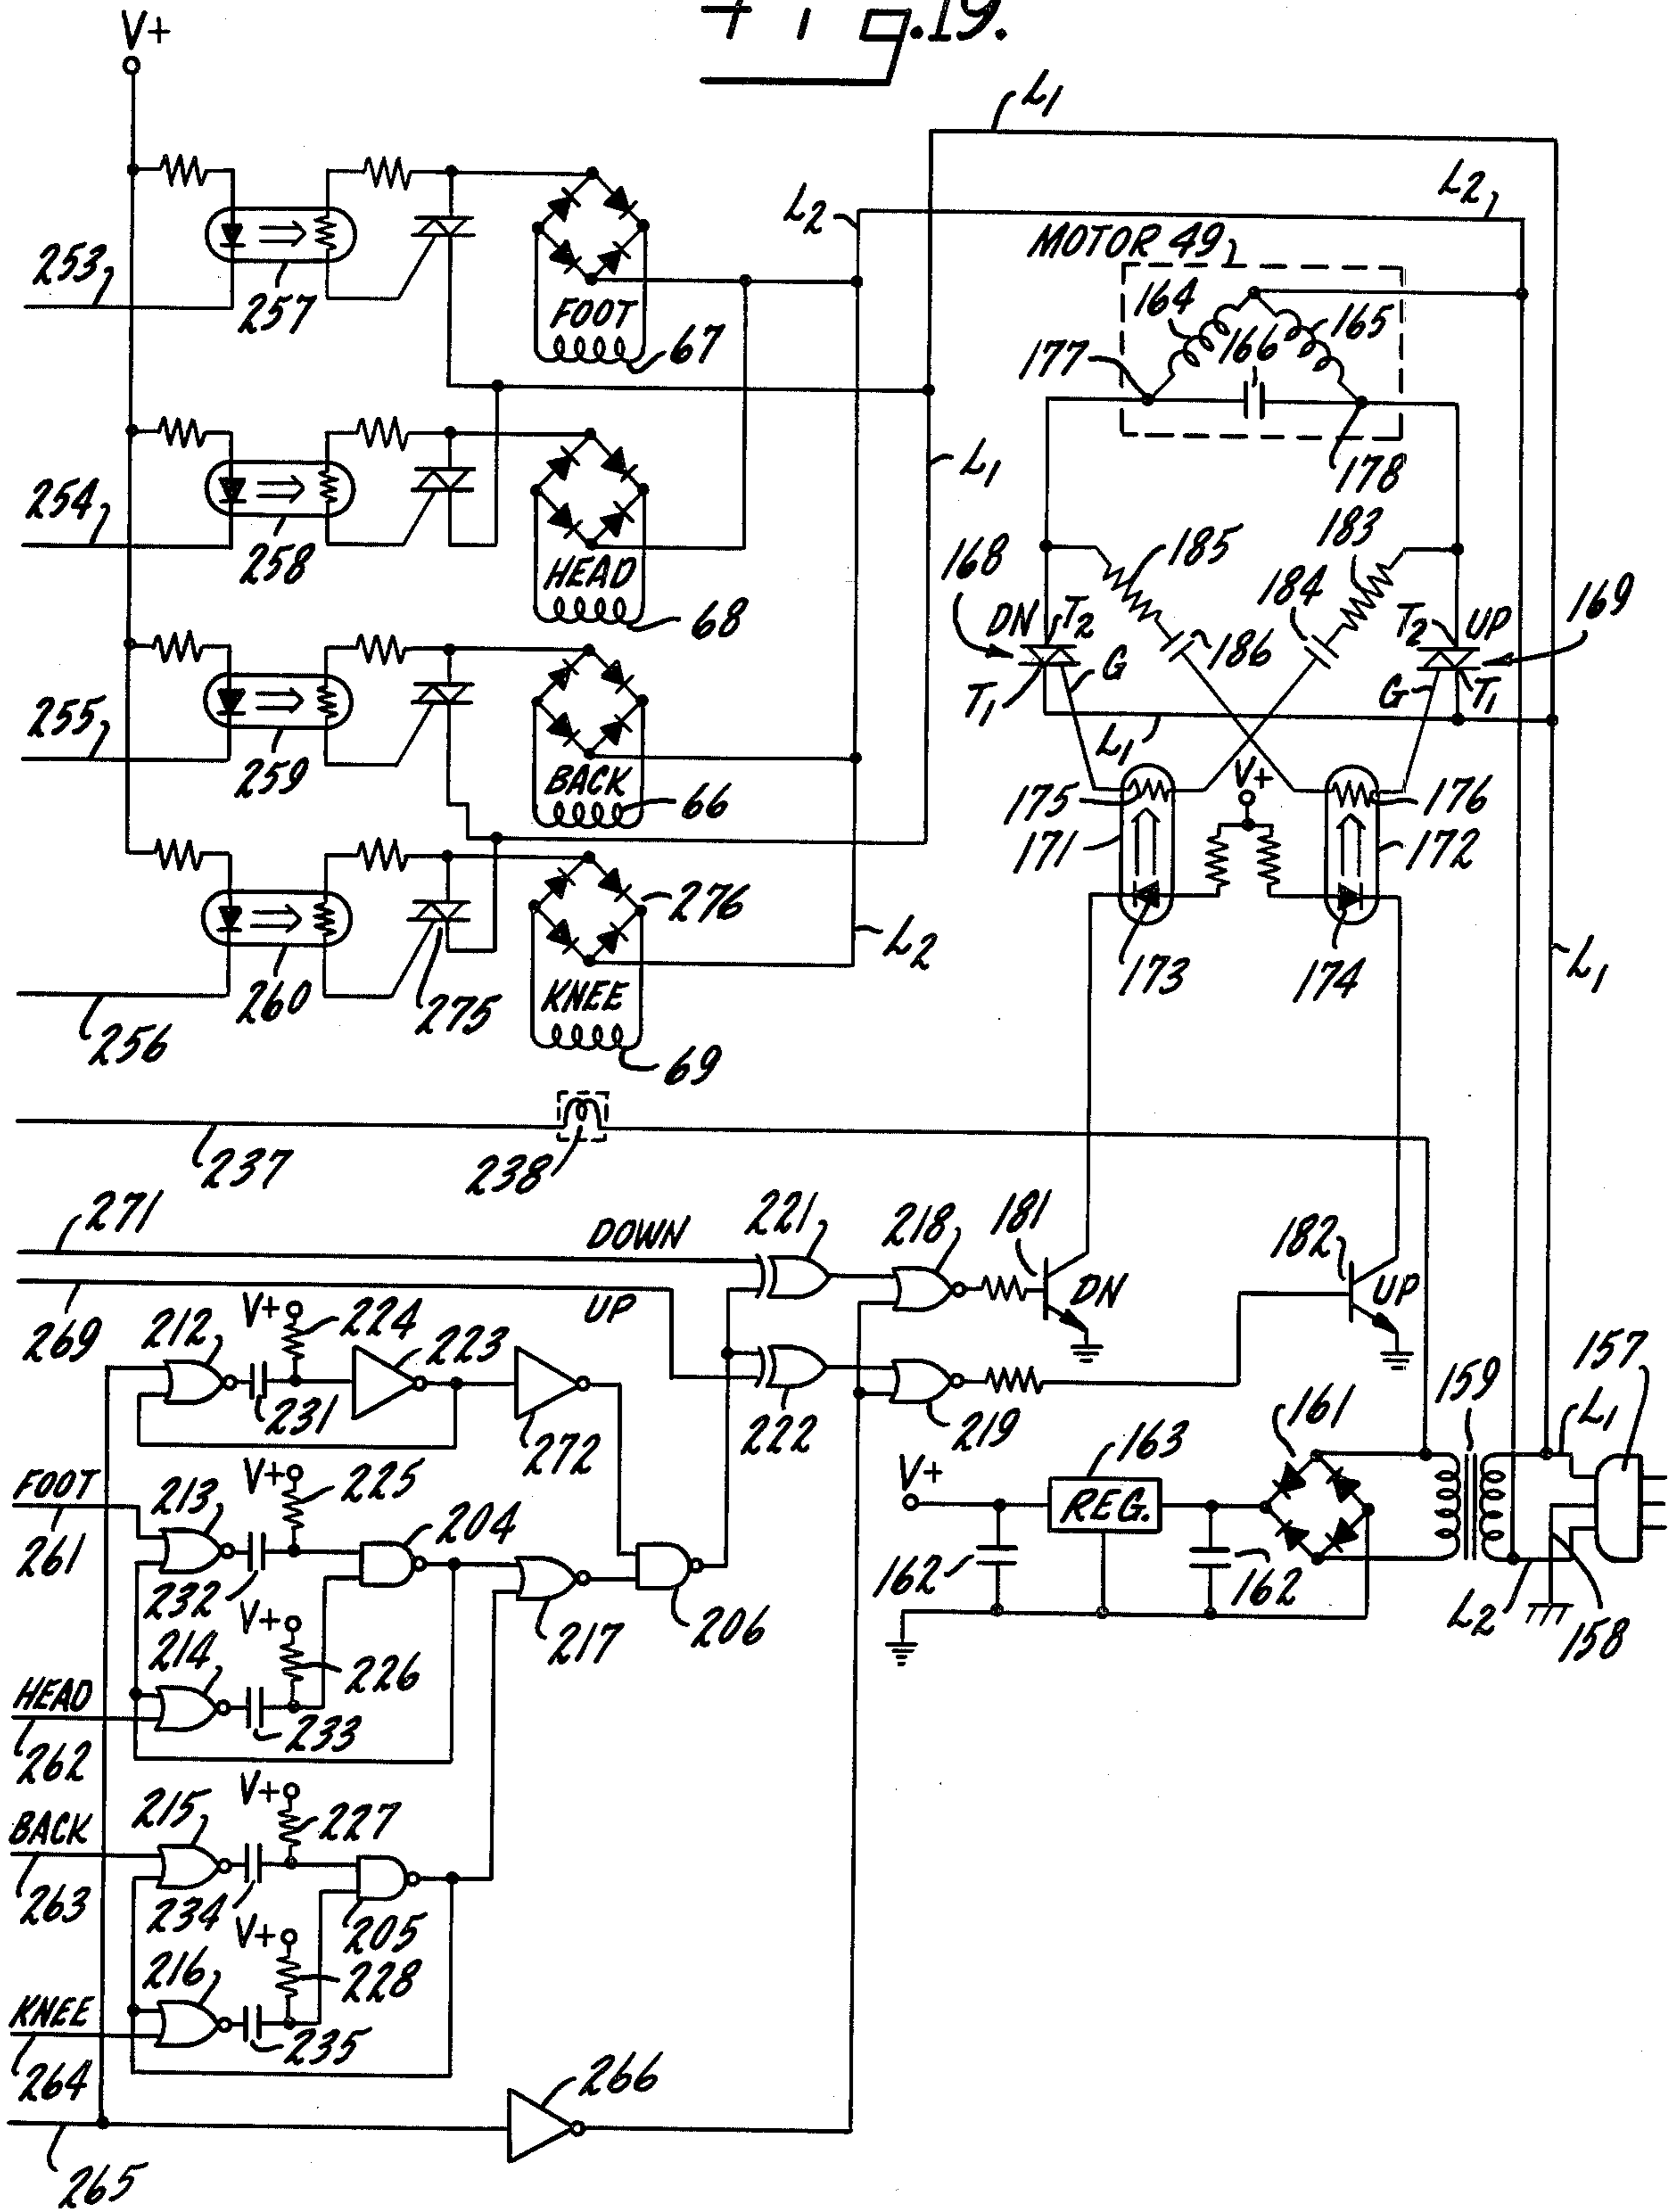 Fig.19.
V+
L1
L2
L2
MOTOR 49
253
257
FOOT
67
164
166
165
177
178
254
258
HEAD
68
L1
168
185
183
184
169
DN
T2
T2
UP
186
G
T1
G
T1
L1
255
259
BACK
66
V+
175
176
171
172
276
L2
173
174
L1
256
260
275
KNEE
69
237
238
271
DOWN
221
218
181
182
DN
UP
269
UP
212
V+
224
223
157
231
272
222
219
161
159
L1
FOOT
V+
225
163
V+
REG.
261
213
204
232
217
206
162
162
L2
158
V+
214
226
HEAD
262
233
V+
215
227
BACK
263
234
205
V+
216
228
KNEE
264
235
266
265